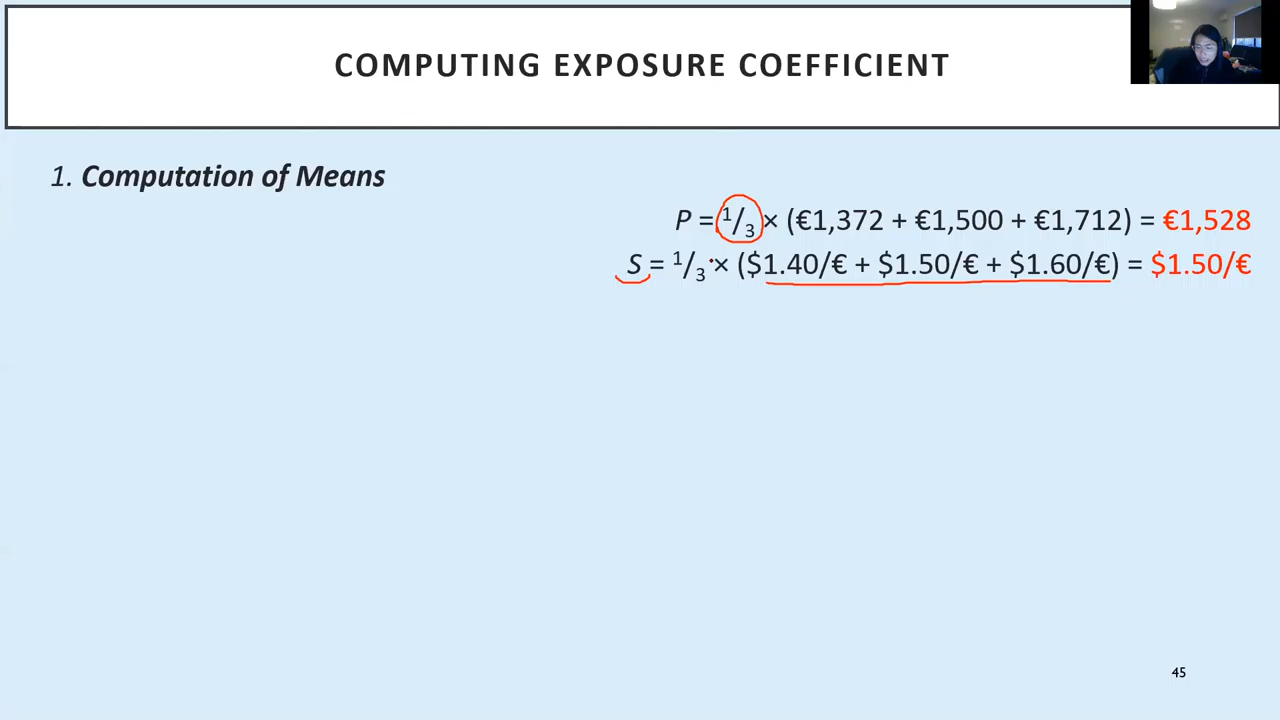 COMPUTING EXPOSURE COEFFICIENT
1. Computation of Means
P = 1/3 × (€1,372 + €1,500 + €1,712) = €1,528
S = 1/3 × ($1.40/€ + $1.50/€ + $1.60/€) = $1.50/€
45